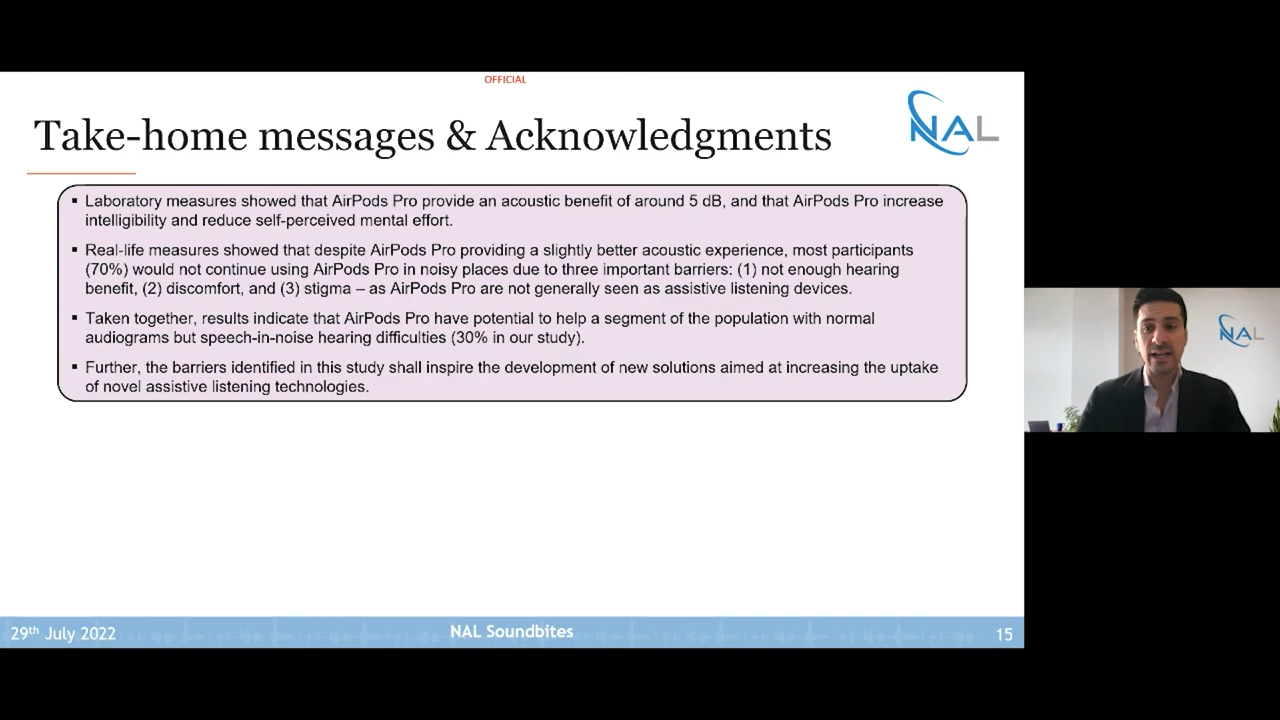 OFFICIAL
Take-home messages & Acknowledgments
NAL
▪ Laboratory measures showed that AirPods Pro provide an acoustic benefit of around 5 dB, and that AirPods Pro increase
intelligibility and reduce self-perceived mental effort.
▪ Real-life measures showed that despite AirPods Pro providing a slightly better acoustic experience, most participants
(70%) would not continue using AirPods Pro in noisy places due to three important barriers: (1) not enough hearing
benefit, (2) discomfort, and (3) stigma – as AirPods Pro are not generally seen as assistive listening devices.
▪ Taken together, results indicate that AirPods Pro have potential to help a segment of the population with normal
audiograms but speech-in-noise hearing difficulties (30% in our study).
▪ Further, the barriers identified in this study shall inspire the development of new solutions aimed at increasing the uptake
of novel assistive listening technologies.
NAL
29th July 2022
NAL Soundbites
15